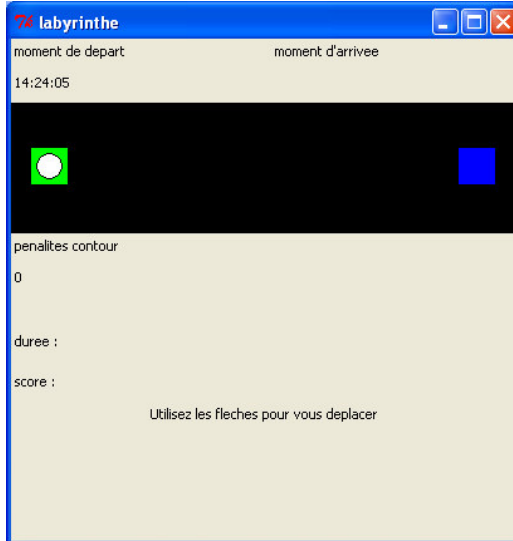 labyrinthe
moment de depart moment d'arrivee
14:24:05
penalites contour
0
duree :
score :
Utilisez les fleches pour vous deplacer